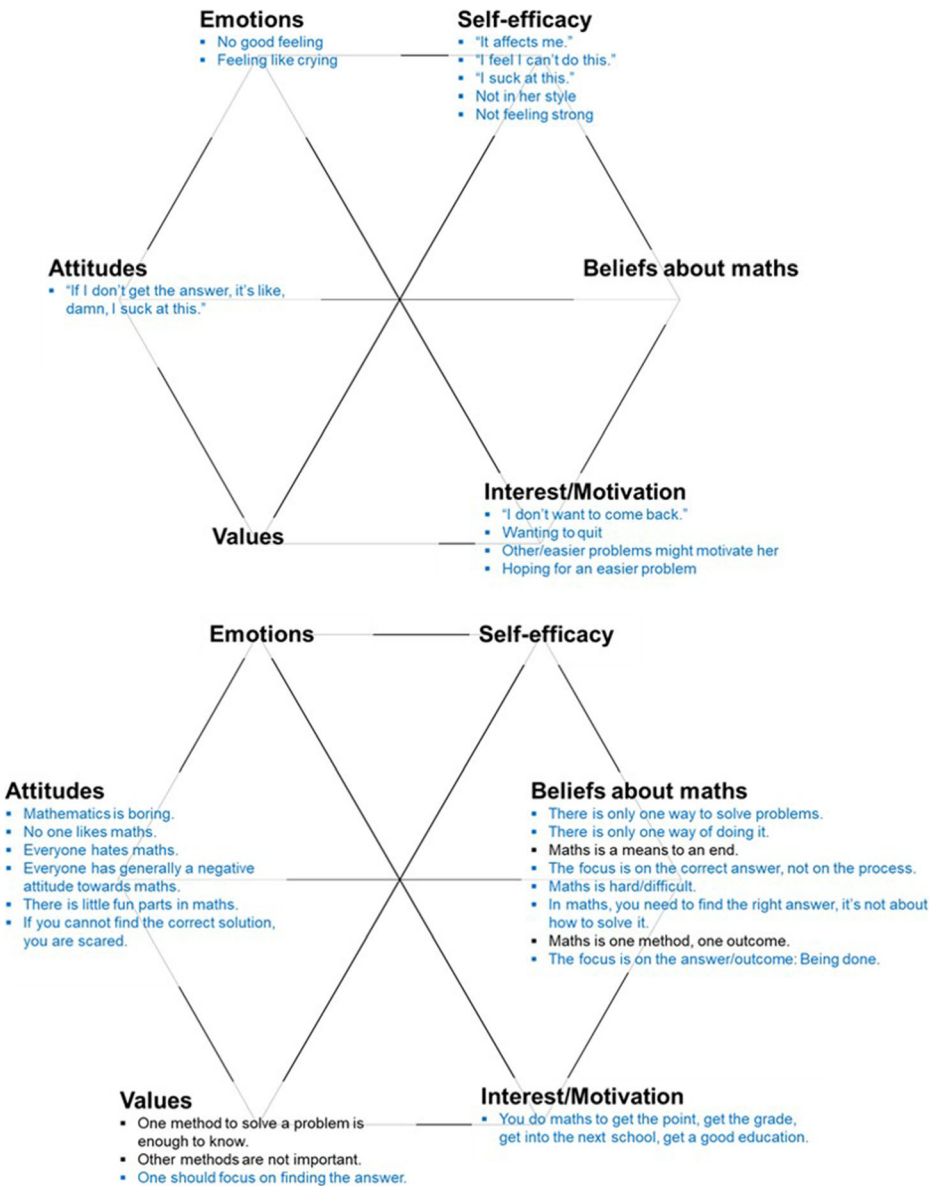 Emotions
▪ No good feeling
▪ Feeling like crying
Self-efficacy
▪ “It affects me.”
▪ “I feel I can’t do this.”
▪ “I suck at this.”
▪ Not in her style
▪ Not feeling strong
Attitudes
▪ “If I don’t get the answer, it’s like,
damn, I suck at this.”
Beliefs about maths
Values
Interest/Motivation
▪ “I don’t want to come back.”
▪ Wanting to quit
▪ Other/easier problems might motivate her
▪ Hoping for an easier problem
Emotions
Self-efficacy
Attitudes
▪ Mathematics is boring.
▪ No one likes maths.
▪ Everyone hates maths.
▪ Everyone has generally a negative
attitude towards maths.
▪ There is little fun parts in maths.
▪ If you cannot find the correct solution,
you are scared.
Beliefs about maths
▪ There is only one way to solve problems.
▪ There is only one way of doing it.
▪ Maths is a means to an end.
▪ The focus is on the correct answer, not on the process.
▪ Maths is hard/difficult.
▪ In maths, you need to find the right answer, it’s not about
how to solve it.
▪ Maths is one method, one outcome.
▪ The focus is on the answer/outcome: Being done.
Values
▪ One method to solve a problem is
enough to know.
▪ Other methods are not important.
▪ One should focus on finding the answer.
Interest/Motivation
▪ You do maths to get the point, get the grade,
get into the next school, get a good education.